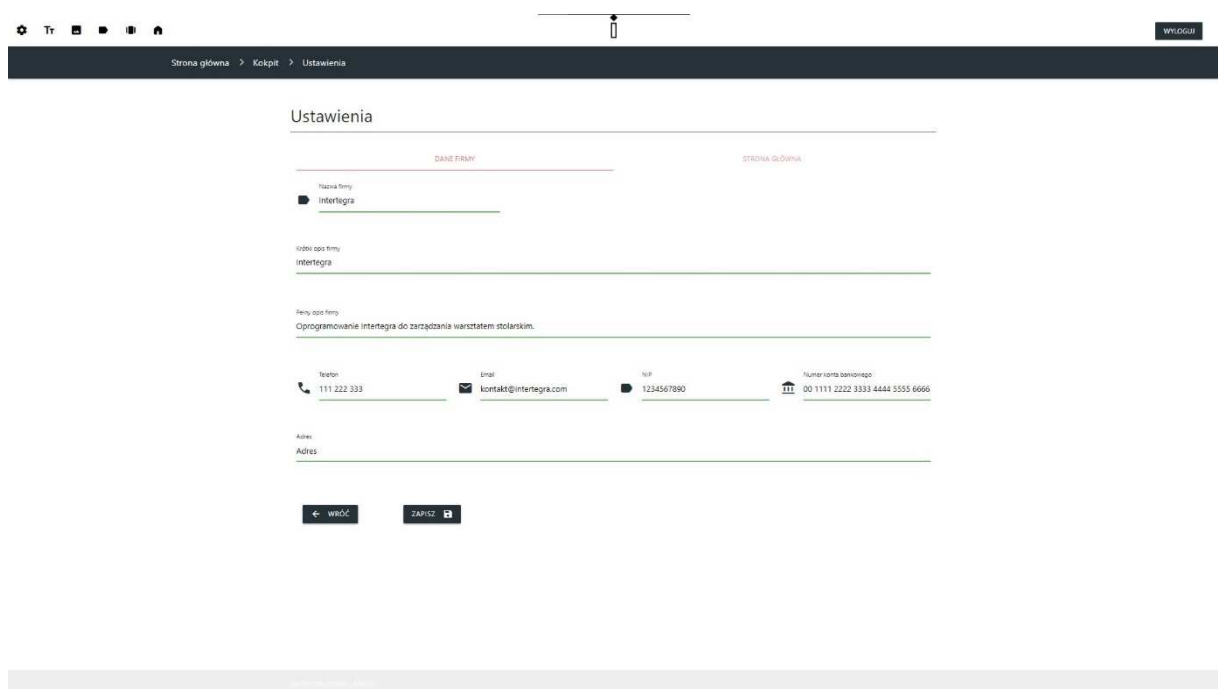 WYLOGUJ
Strona główna > Kokpit > Ustawienia
Ustawienia
DANE FIRMY STRONA GŁÓWNA
Nazwa firmy
Intertegra
Krótki opis firmy
Intertegra
Pełny opis firmy
Oprogramowanie Intertegra do zarządzania warsztatem stolarskim.
Telefon Email NIP Numer konta bankowego
111 222 333 kontakt@intertegra.com 1234567890 00 1111 2222 3333 4444 5555 6666
Adres
Adres
WRÓĆ ZAPISZ